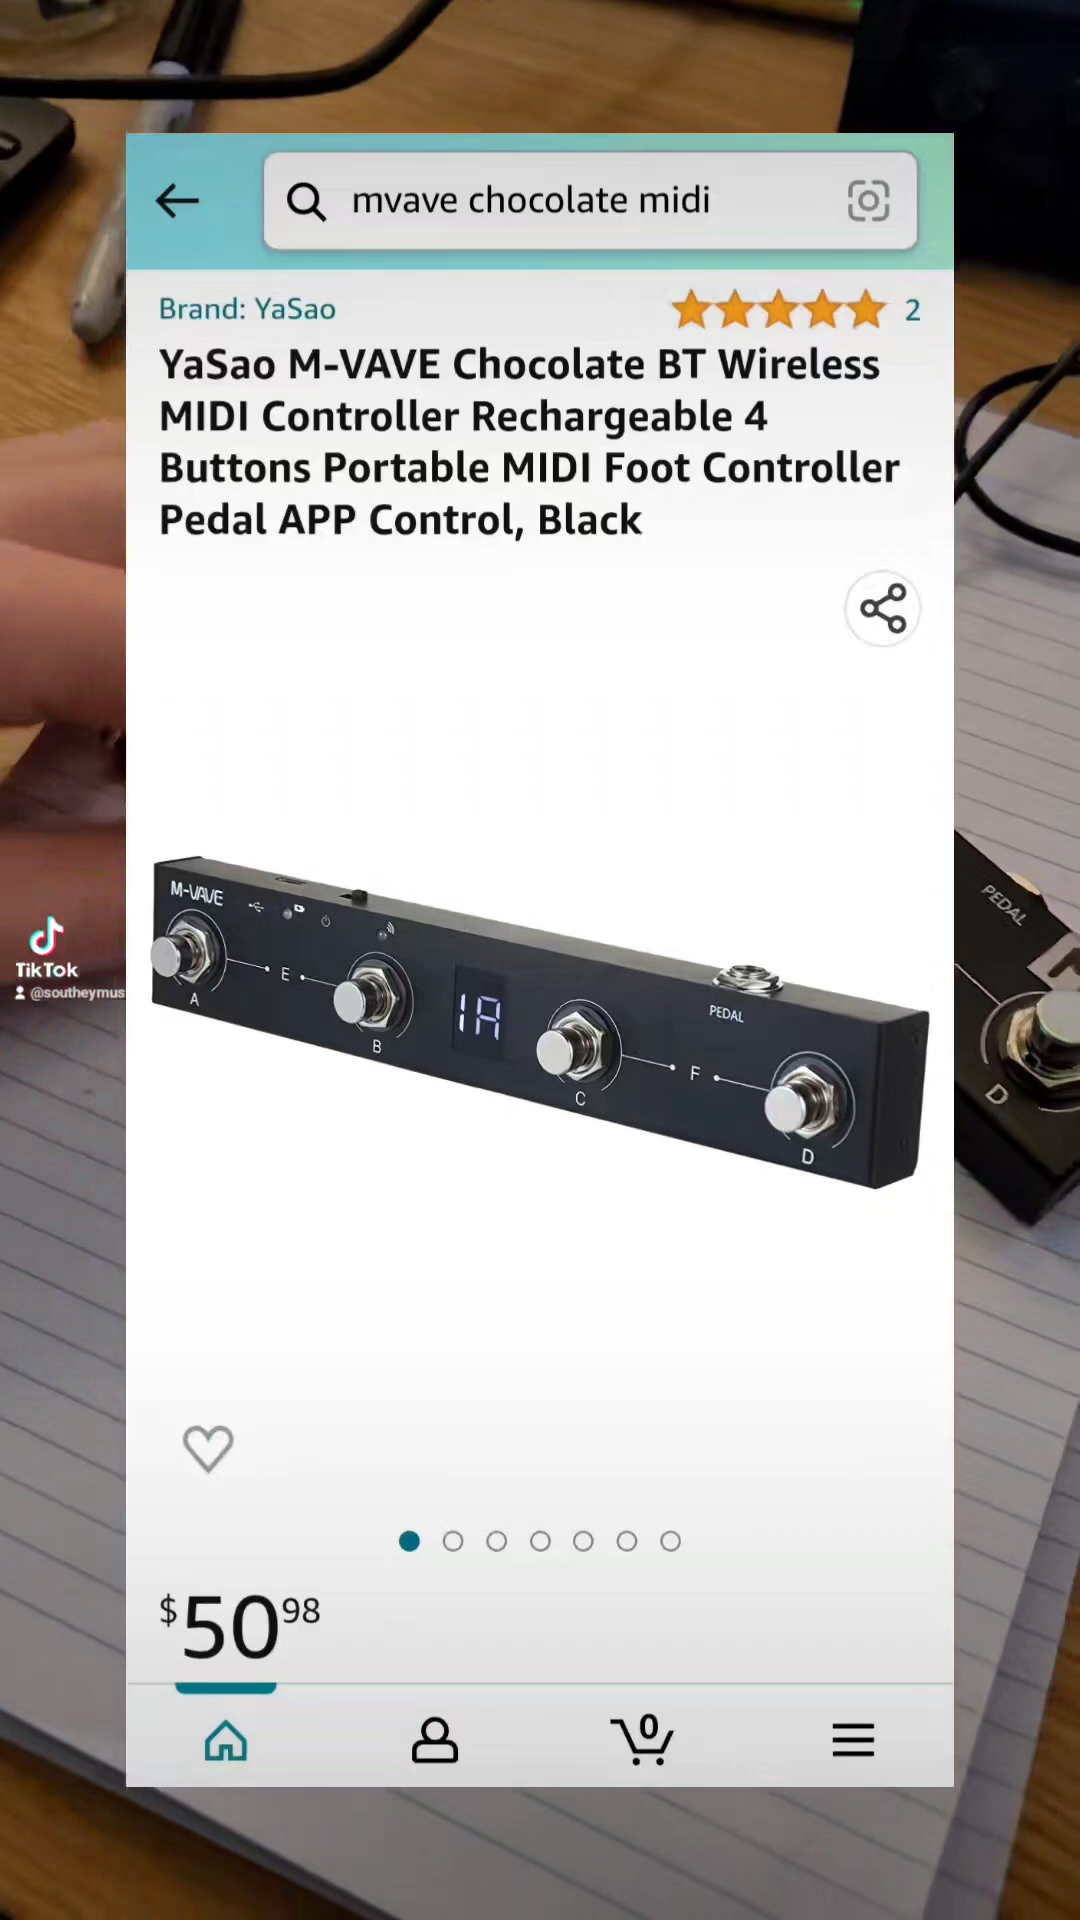 mvave chocolate midi
Brand: YaSao
2
YaSao M-VAVE Chocolate BT Wireless
MIDI Controller Rechargeable 4
Buttons Portable MIDI Foot Controller
Pedal APP Control, Black
M-VAVE
A
E
B
1A
C
PEDAL
F
D
PEDAL
D
TikTok
@southeymus
$50 98
0